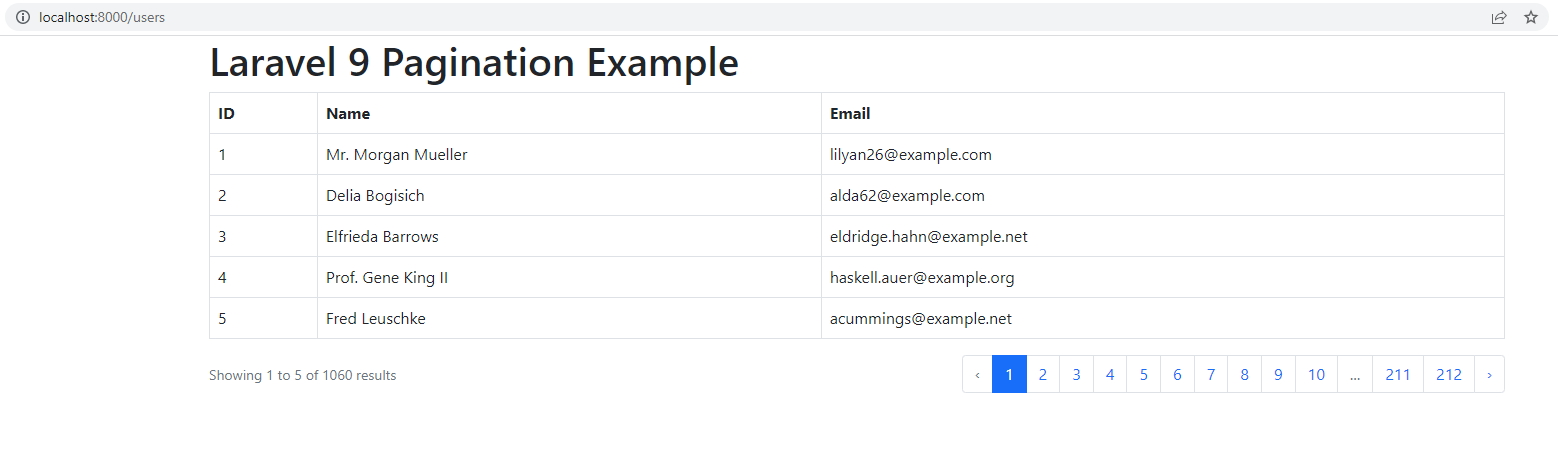 localhost:8000/users
Laravel 9 Pagination Example
ID Name Email
1 Mr. Morgan Mueller lilyan26@example.com
2 Delia Bogisich alda62@example.com
3 Elfrieda Barrows eldridge.hahn@example.net
4 Prof. Gene King II haskell.auer@example.org
5 Fred Leuschke acummings@example.net
Showing 1 to 5 of 1060 results ‹ 1 2 3 4 5 6 7 8 9 10 ... 211 212 ›